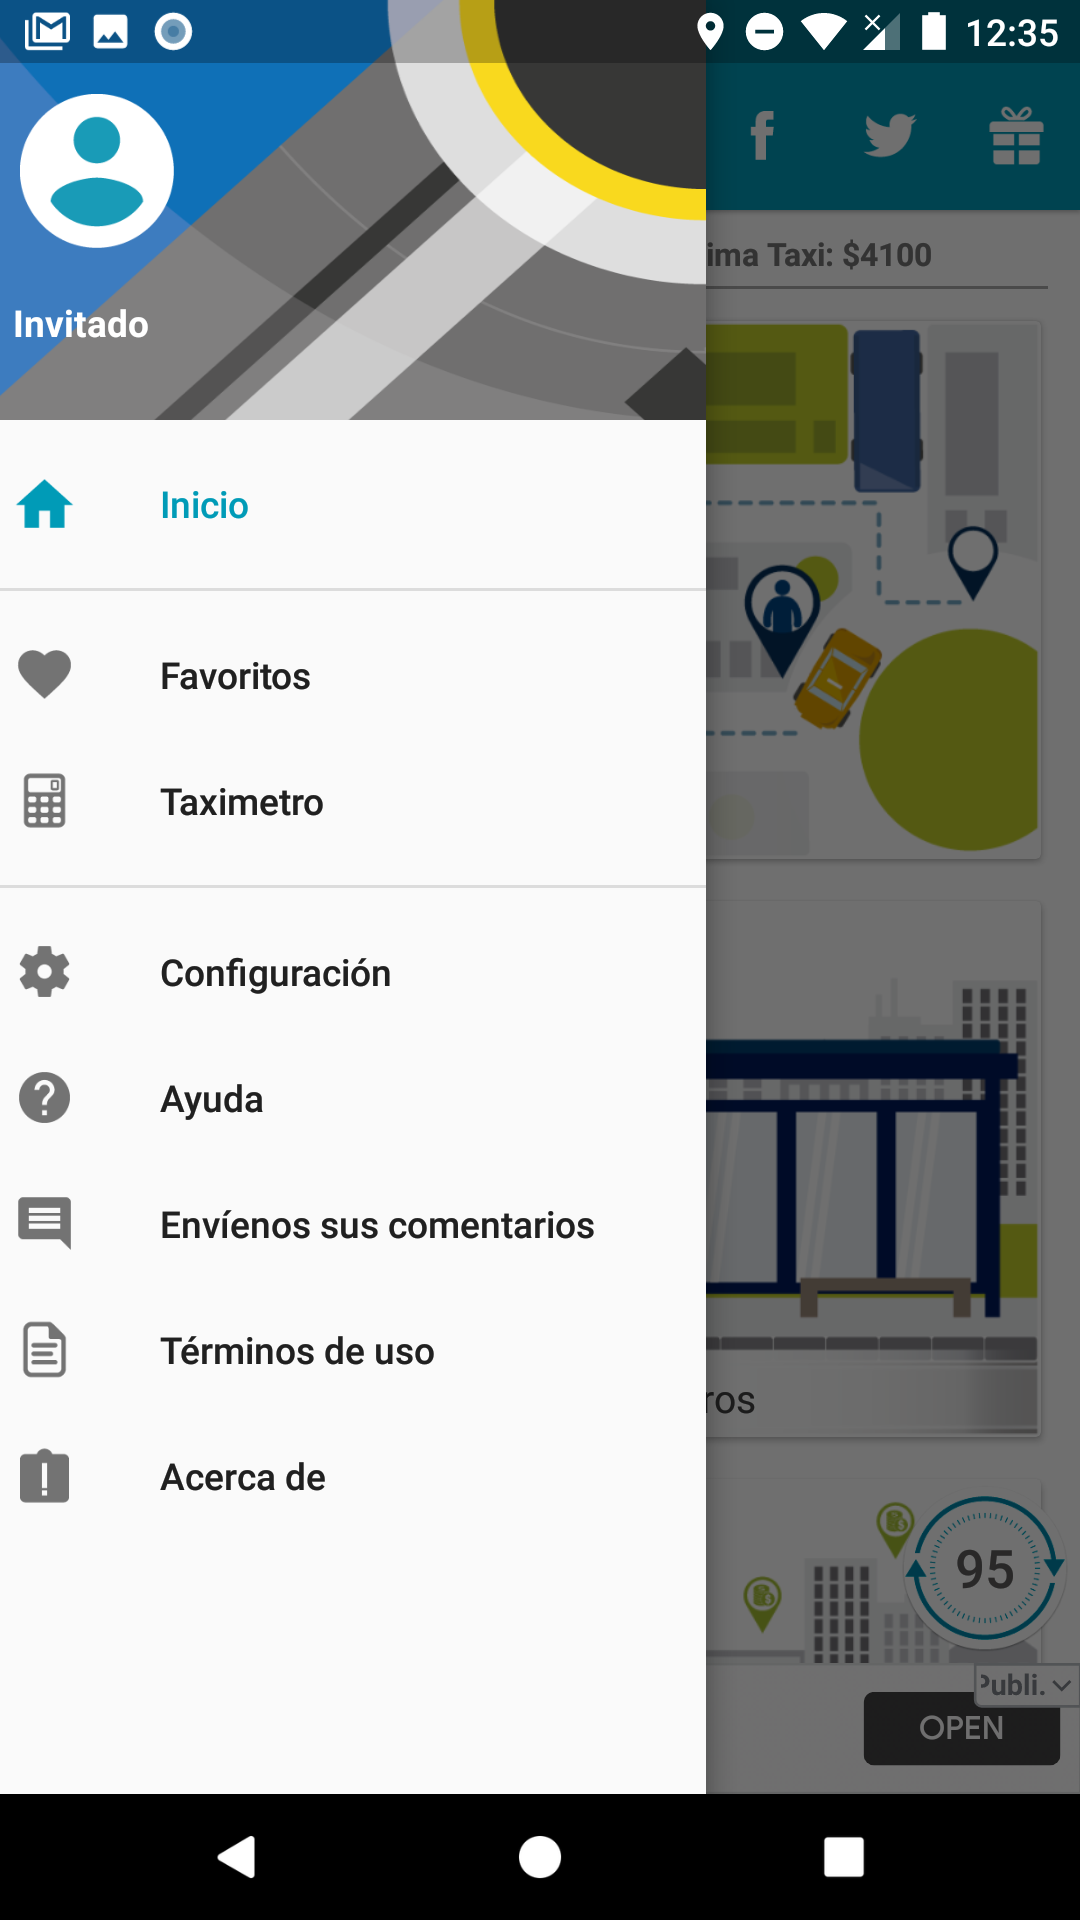 12:35
Invitado
ima Taxi: $4100
Inicio
Favoritos
Taximetro
Configuración
Ayuda
Envíenos sus comentarios
Términos de uso
ros
Acerca de
95
Publi.
OPEN